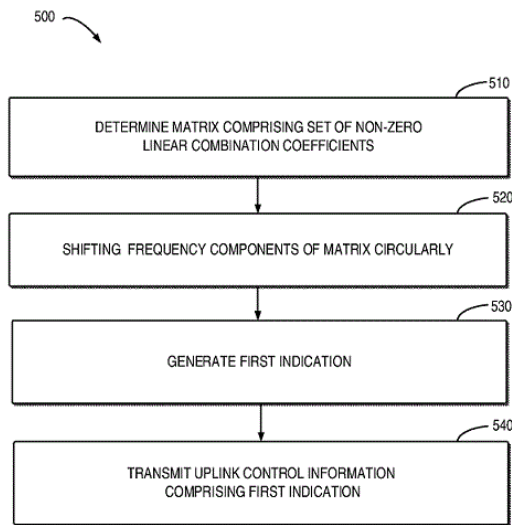 500
510
DETERMINE MATRIX COMPRISING SET OF NON-ZERO
LINEAR COMBINATION COEFFICIENTS
520
SHIFTING FREQUENCY COMPONENTS OF MATRIX CIRCULARLY
530
GENERATE FIRST INDICATION
540
TRANSMIT UPLINK CONTROL INFORMATION
COMPRISING FIRST INDICATION